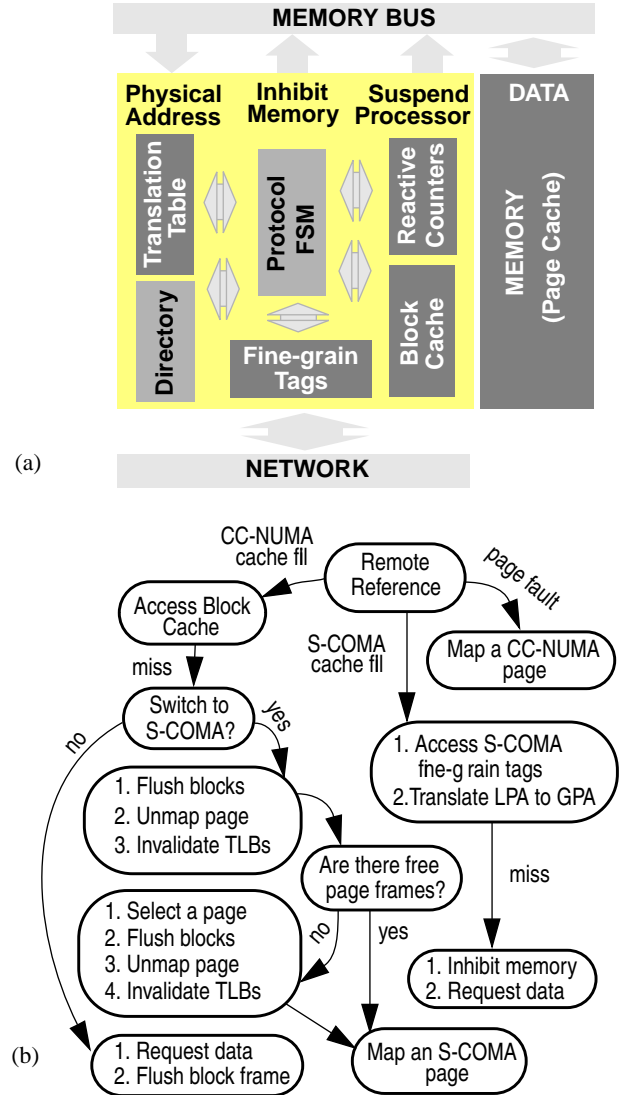 MEMORY BUS
Physical
Address
Inhibit
Memory
Suspend
Processor
DATA
Translation
Table
Protocol
FSM
Reactive
Counters
MEMORY
(Page Cache)
Directory
Block
Cache
Fine-grain
Tags
(a)
NETWORK
CC-NUMA
cache fll
Remote
Reference
page fault
Access Block
Cache
S-COMA
cache fll
Map a CC-NUMA
page
miss
Switch to
S-COMA?
no
yes
1. Access S-COMA
fne-g rain tags
2.Translate LPA to GPA
1. Flush blocks
2. Unmap page
3. Invalidate TLBs
Are there free
page frames?
miss
1. Select a page
2. Flush blocks
3. Unmap page
4. Invalidate TLBs
no
yes
1. Inhibit memory
2. Request data
(b)
1. Request data
2. Flush block frame
Map an S-COMA
page